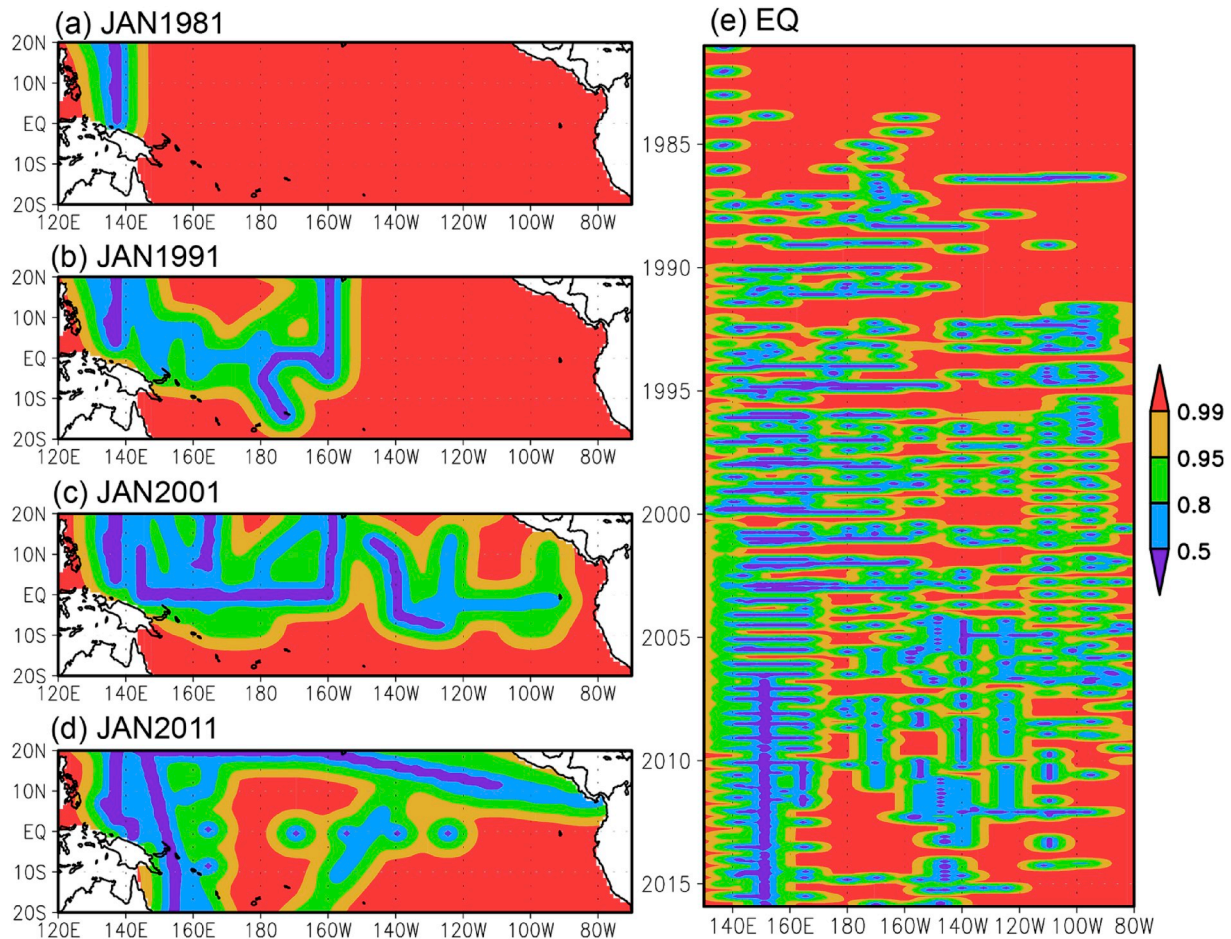 (a) JAN1981
20N
10N
EQ
10S
20S
120E 140E 160E 180 160W 140W 120W 100W 80W
(b) JAN1991
20N
10N
EQ
10S
20S
120E 140E 160E 180 160W 140W 120W 100W 80W
(c) JAN2001
20N
10N
EQ
10S
20S
120E 140E 160E 180 160W 140W 120W 100W 80W
(d) JAN2011
20N
10N
EQ
10S
20S
120E 140E 160E 180 160W 140W 120W 100W 80W
(e) EQ
1985
1990
1995
2000
2005
2010
2015
140E 160E 180 160W 140W 120W 100W 80W
0.99
0.95
0.8
0.5